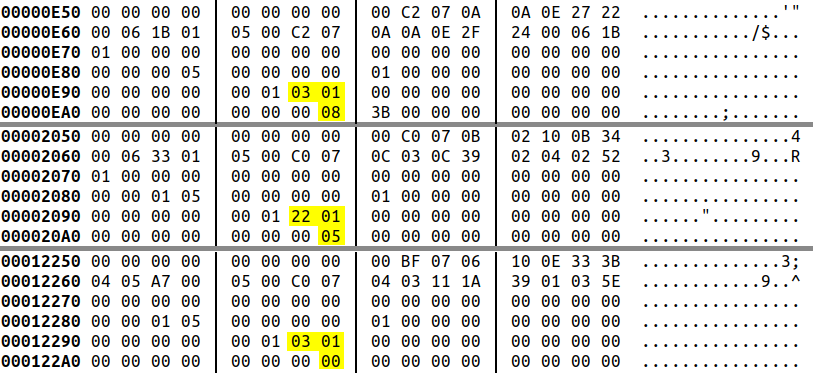 00000E50 00 00 00 00 00 00 00 00 00 C2 07 0A 0A 0E 27 22 ..............'"
00000E60 00 06 1B 01 05 00 C2 07 0A 0A 0E 2F 24 00 06 1B .........../$...
00000E70 01 00 00 00 00 00 00 00 00 00 00 00 00 00 00 00 ................
00000E80 00 00 00 05 00 00 00 00 01 00 00 00 00 00 00 00 ................
00000E90 00 00 00 00 00 01 03 01 00 00 00 00 00 00 00 00 ................
00000EA0 00 00 00 00 00 00 00 08 3B 00 00 00 00 00 00 00 ........;.......
00002050 00 00 00 00 00 00 00 00 00 C0 07 0B 02 10 0B 34 ...............4
00002060 00 06 33 01 05 00 C0 07 0C 03 0C 39 02 04 02 52 ..3........9...R
00002070 01 00 00 00 00 00 00 00 00 00 00 00 00 00 00 00 ................
00002080 00 00 01 05 00 00 00 00 01 00 00 00 00 00 00 00 ................
00002090 00 00 00 00 00 01 22 01 00 00 00 00 00 00 00 00 ......".........
000020A0 00 00 00 00 00 00 00 05 00 00 00 00 00 00 00 00 ................
00012250 00 00 00 00 00 00 00 00 00 BF 07 06 10 0E 33 3B ..............3;
00012260 04 05 A7 00 05 00 C0 07 04 03 11 1A 39 01 03 5E ............9..^
00012270 00 00 00 00 00 00 00 00 00 00 00 00 00 00 00 00 ................
00012280 00 00 01 05 00 00 00 00 01 00 00 00 00 00 00 00 ................
00012290 00 00 00 00 00 01 03 01 00 00 00 00 00 00 00 00 ................
000122A0 00 00 00 00 00 00 00 00 00 00 00 00 00 00 00 00 ................